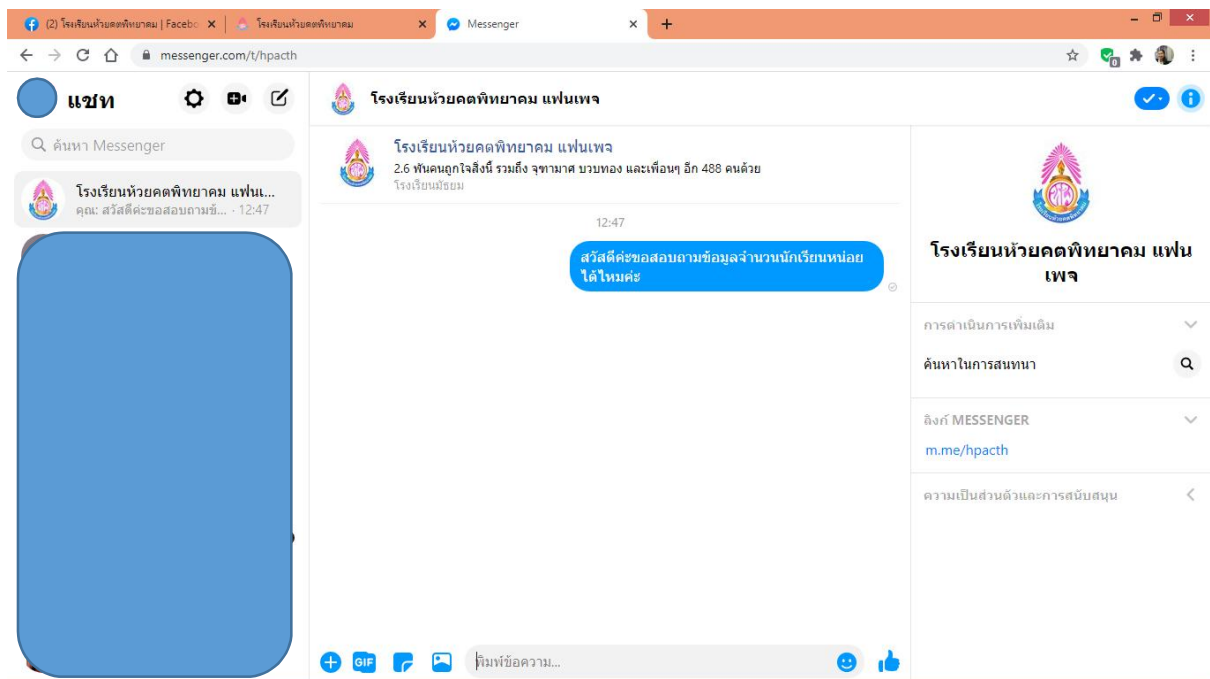 (2) โรงเรียนห้วยคตพิทยาคม | Facebo
โรงเรียนห้วยคตพิทยาคม
Messenger
messenger.com/t/hpacth
0
แชท
ค้นหา Messenger
โรงเรียนห้วยคตพิทยาคม แฟนเ...
คุณ: สวัสดีค่ะขอสอบถามข้... · 12:47
โรงเรียนห้วยคตพิทยาคม แฟนเพจ
โรงเรียนห้วยคตพิทยาคม แฟนเพจ
2.6 พันคนถูกใจสิ่งนี้ รวมถึง จุฑามาศ บวบทอง และเพื่อนๆ อีก 488 คนด้วย
โรงเรียนมัธยม
12:47
สวัสดีค่ะขอสอบถามข้อมูลจำนวนนักเรียนหน่อย
ได้ไหมค่ะ
GIF
พิมพ์ข้อความ...
โรงเรียนห้วยคตพิทยาคม แฟน
เพจ
การดำเนินการเพิ่มเติม
ค้นหาในการสนทนา
ลิงก์ MESSENGER
m.me/hpacth
ความเป็นส่วนตัวและการสนับสนุน